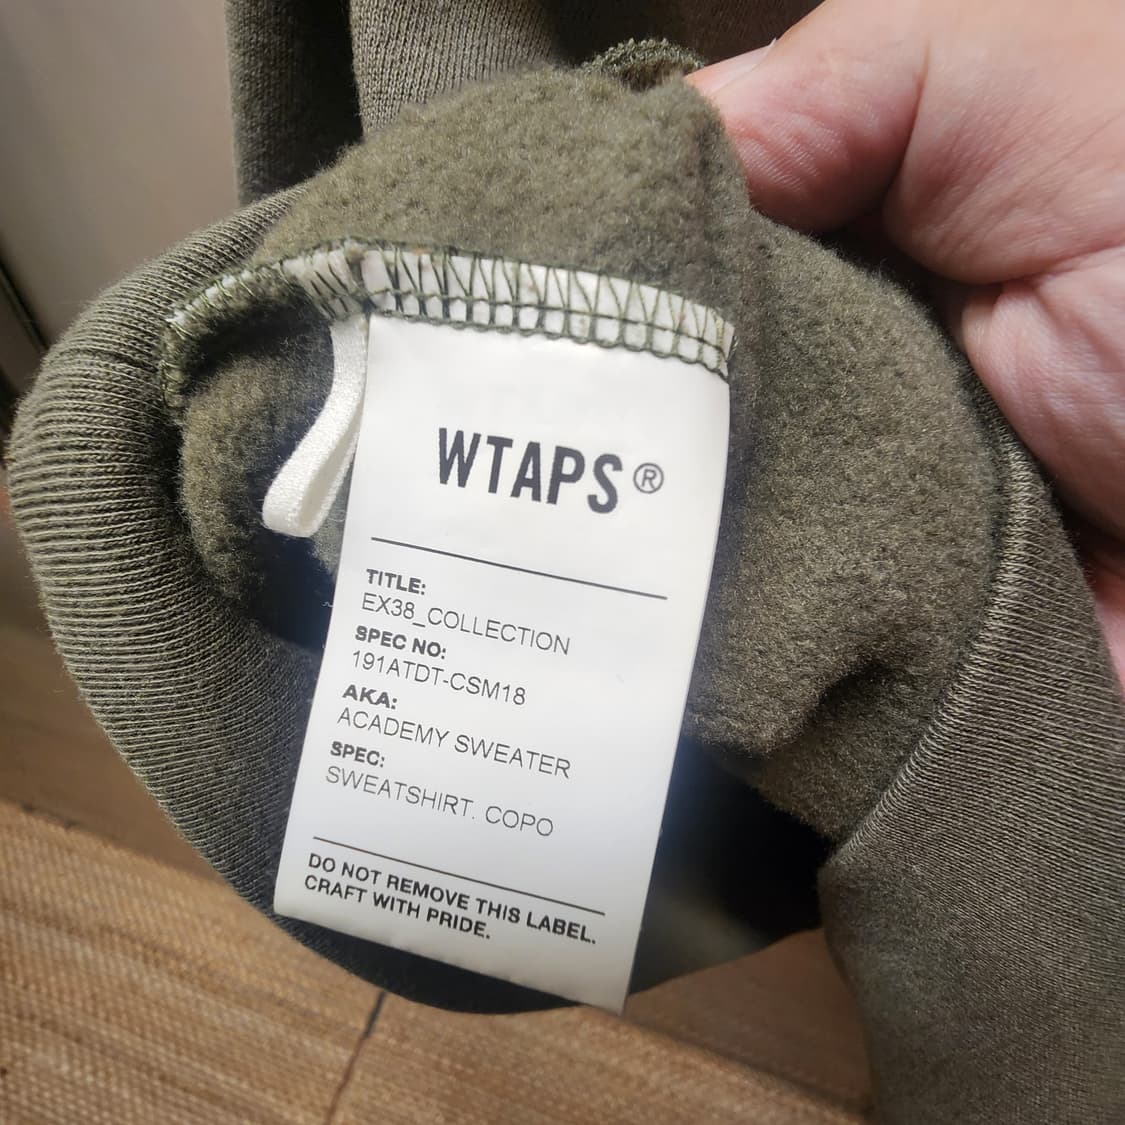 WTAPS®
TITLE:
EX38_COLLECTION
SPEC NO:
191ATDT-CSM18
AKA:
ACADEMY SWEATER
SPEC:
SWEATSHIRT. COPO
DO NOT REMOVE THIS LABEL.
CRAFT WITH PRIDE.